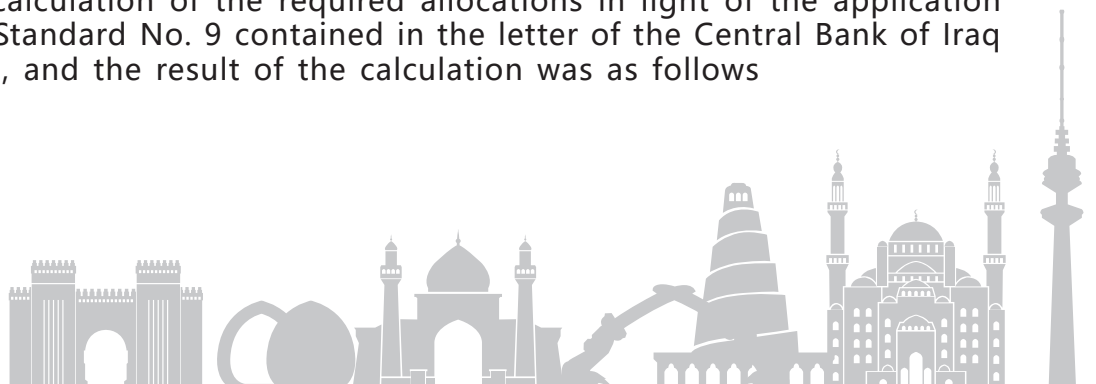 calculation of the required allocations in light of the application
Standard No. 9 contained in the letter of the Central Bank of Iraq
, and the result of the calculation was as follows